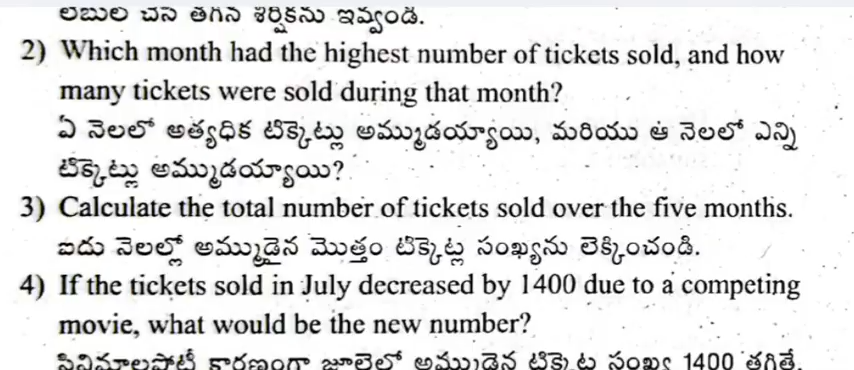 లేబుల్ చేసి తగిన శీర్షికను ఇవ్వండి.
2) Which month had the highest number of tickets sold, and how
many tickets were sold during that month?
ఏ నెలలో అత్యధిక టిక్కెట్లు అమ్ముడయ్యాయి, మరియు ఆ నెలలో ఎన్ని
టిక్కెట్లు అమ్ముడయ్యాయి?
3) Calculate the total number of tickets sold over the five months.
ఐదు నెలల్లో అమ్ముడైన మొత్తం టిక్కెట్ల సంఖ్యను లెక్కించండి.
4) If the tickets sold in July decreased by 1400 due to a competing
movie, what would be the new number?
సినిమాలపోటీ కారణంగా జూలైలో అమ్ముడైన టిక్కెట్ల సంఖ్య 1400 తగ్గితే,